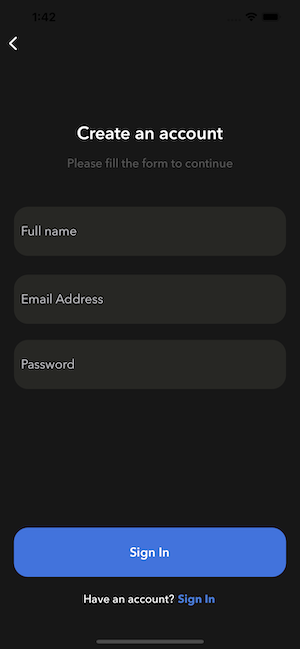 1:42
Create an account
Please fill the form to continue
Full name
Email Address
Password
Sign In
Have an account? Sign In